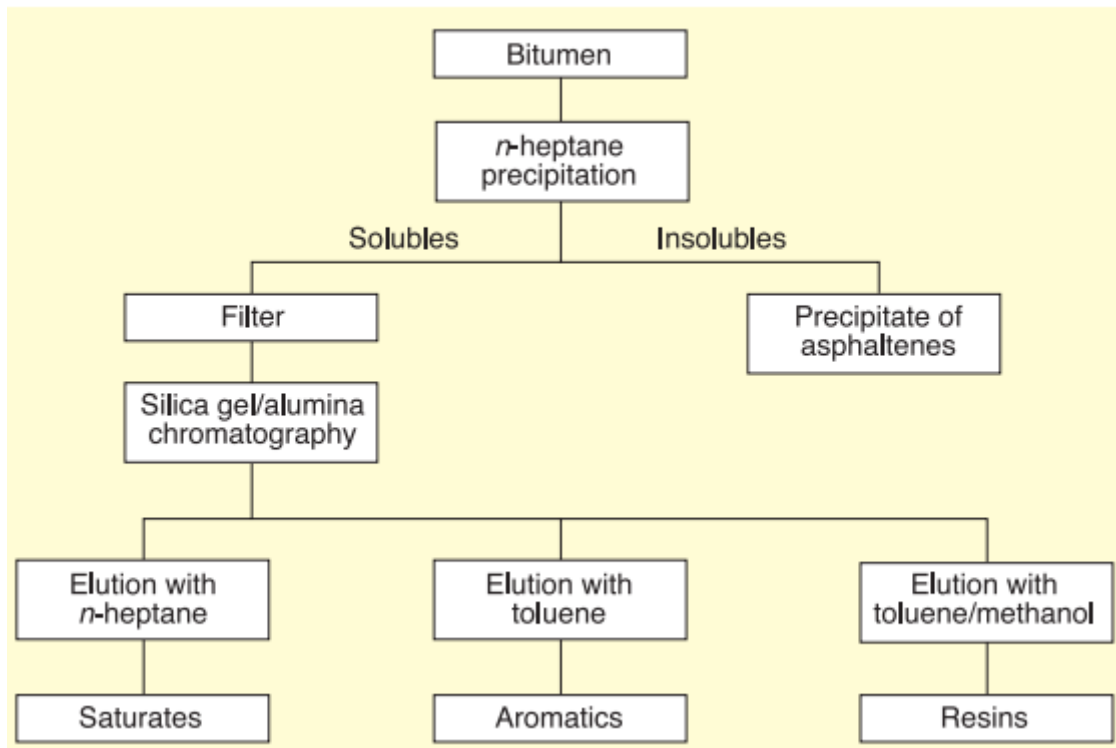 Bitumen
n-heptane
precipitation
Solubles
Insolubles
Filter
Precipitate of
asphaltenes
Silica gel/alumina
chromatography
Elution with
n-heptane
Elution with
toluene
Elution with
toluene/methanol
Saturates
Aromatics
Resins